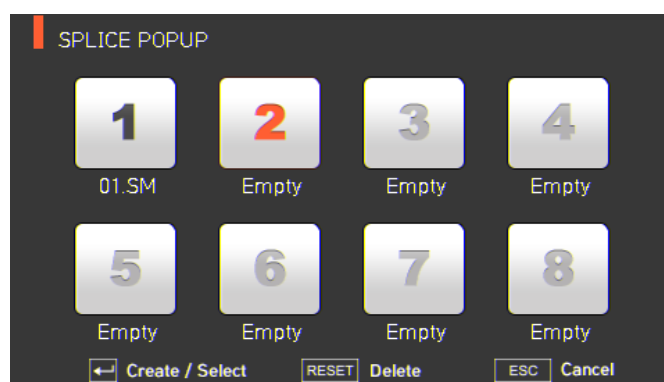 SPLICE POPUP
1 2 3 4
01.SM Empty Empty Empty
5 6 7 8
Empty Empty Empty Empty
Create / Select RESET Delete ESC Cancel